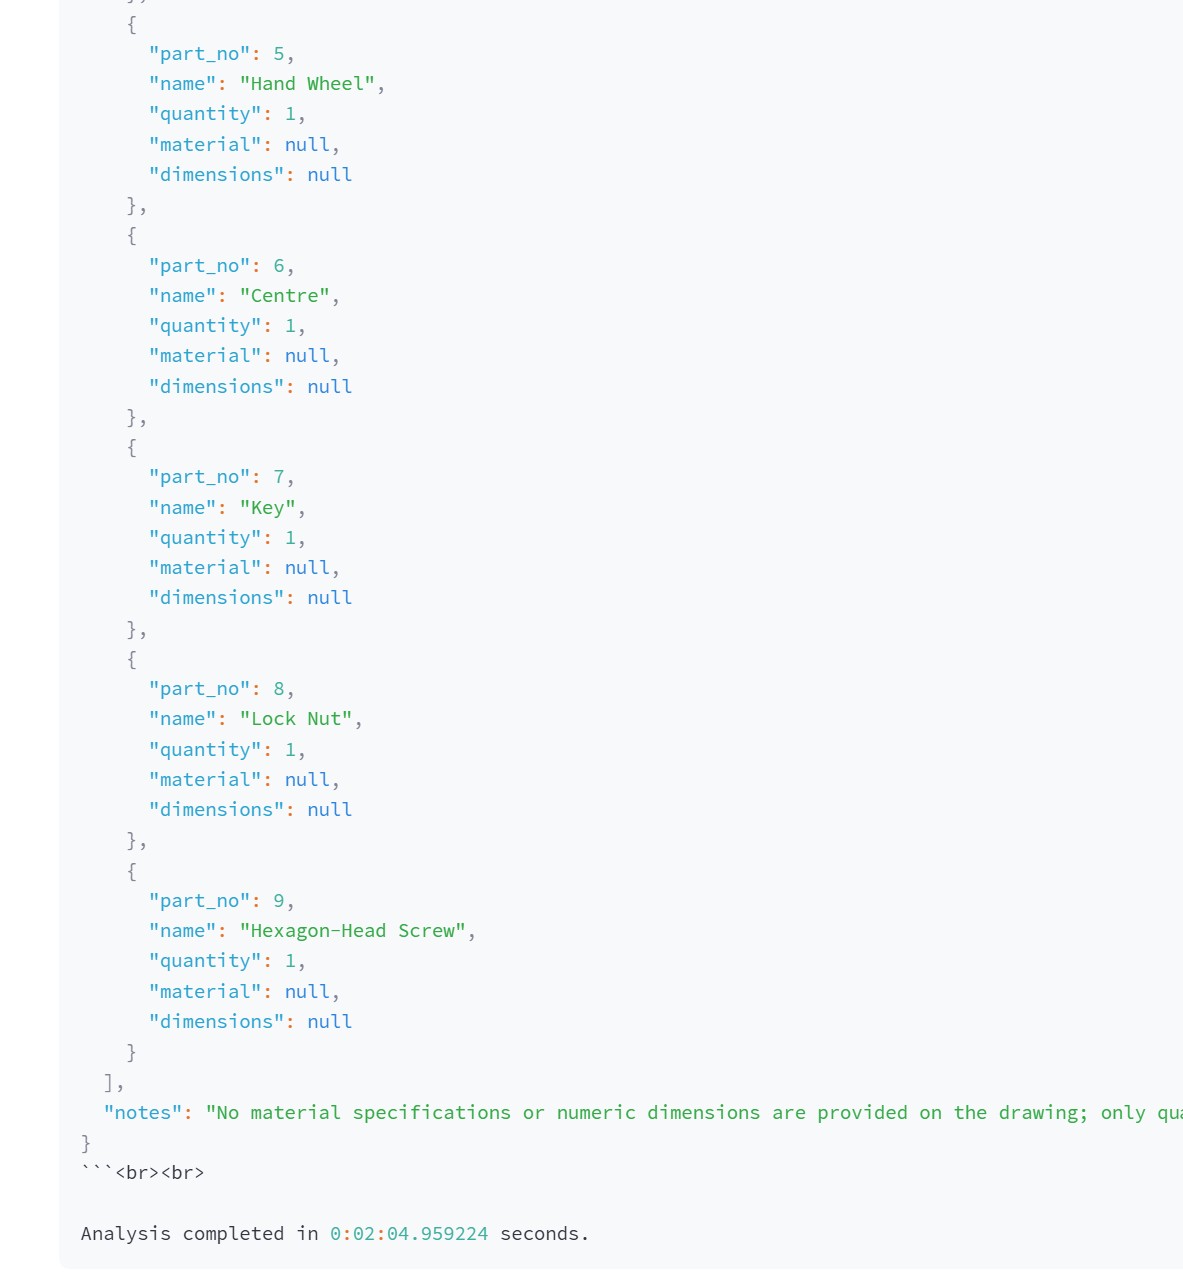 {
"part_no": 5,
"name": "Hand Wheel",
"quantity": 1,
"material": null,
"dimensions": null
},
{
"part_no": 6,
"name": "Centre",
"quantity": 1,
"material": null,
"dimensions": null
},
{
"part_no": 7,
"name": "Key",
"quantity": 1,
"material": null,
"dimensions": null
},
{
"part_no": 8,
"name": "Lock Nut",
"quantity": 1,
"material": null,
"dimensions": null
},
{
"part_no": 9,
"name": "Hexagon-Head Screw",
"quantity": 1,
"material": null,
"dimensions": null
}
],
"notes": "No material specifications or numeric dimensions are provided on the drawing; only
}
```<br><br>
Analysis completed in 0:02:04.959224 seconds.